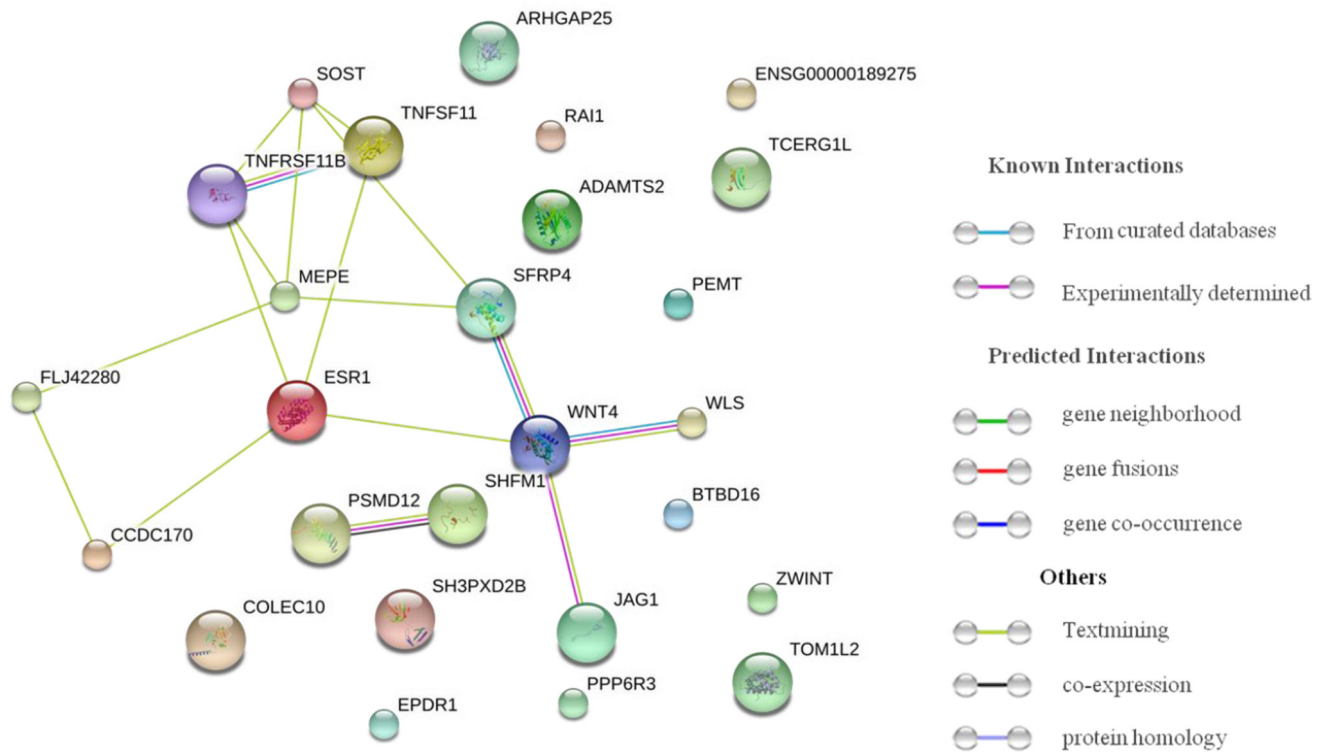 ARHGAP25
SOST
ENSG00000189275
TNFSF11
RAI1
TNFRSF11B
TCERG1L
ADAMTS2
MEPE
SFRP4
PEMT
FLJ42280
ESR1
WNT4
WLS
SHFM1
PSMD12
BTBD16
CCDC170
ZWINT
SH3PXD2B
JAG1
COLEC10
TOM1L2
PPP6R3
EPDR1
Known Interactions
From curated databases
Experimentally determined
Predicted Interactions
gene neighborhood
gene fusions
gene co-occurrence
Others
Textmining
co-expression
protein homology